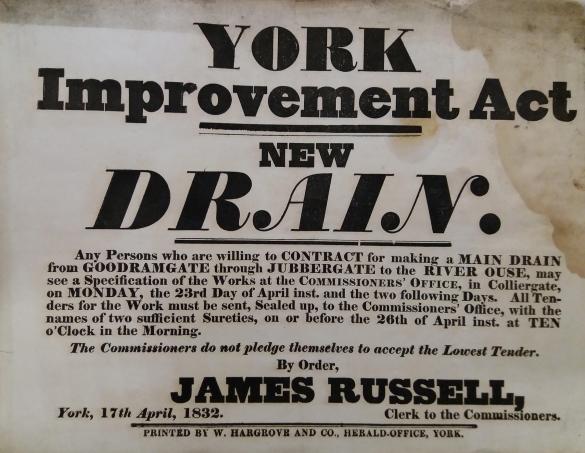 YORK
Improvement Act
NEW
DRAIN.
Any Persons who are willing to CONTRACT for making a MAIN DRAIN
from GOODRAMGATE through JUBBERGATE to the RIVER OUSE, may
see a Specification of the Works at the COMMISSIONERS' OFFICE, in Colliergate,
on MONDAY, the 23rd Day of April inst. and the two following Days. All Ten-
ders for the Work must be sent, Sealed up, to the Commissioners' Office, with the
names of two sufficient Sureties, on or before the 26th of April inst. at TEN
o'Clock in the Morning.
The Commissioners do not pledge themselves to accept the Lowest Tender.
By Order,
JAMES RUSSELL,
York, 17th April, 1832. Clerk to the Commissioners.
PRINTED BY W. HARGROVE AND CO., HERALD-OFFICE, YORK.